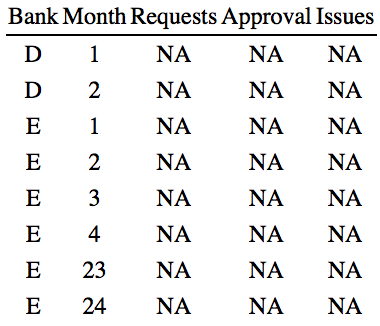 Bank Month Requests Approval Issues
D 1 NA NA NA
D 2 NA NA NA
E 1 NA NA NA
E 2 NA NA NA
E 3 NA NA NA
E 4 NA NA NA
E 23 NA NA NA
E 24 NA NA NA